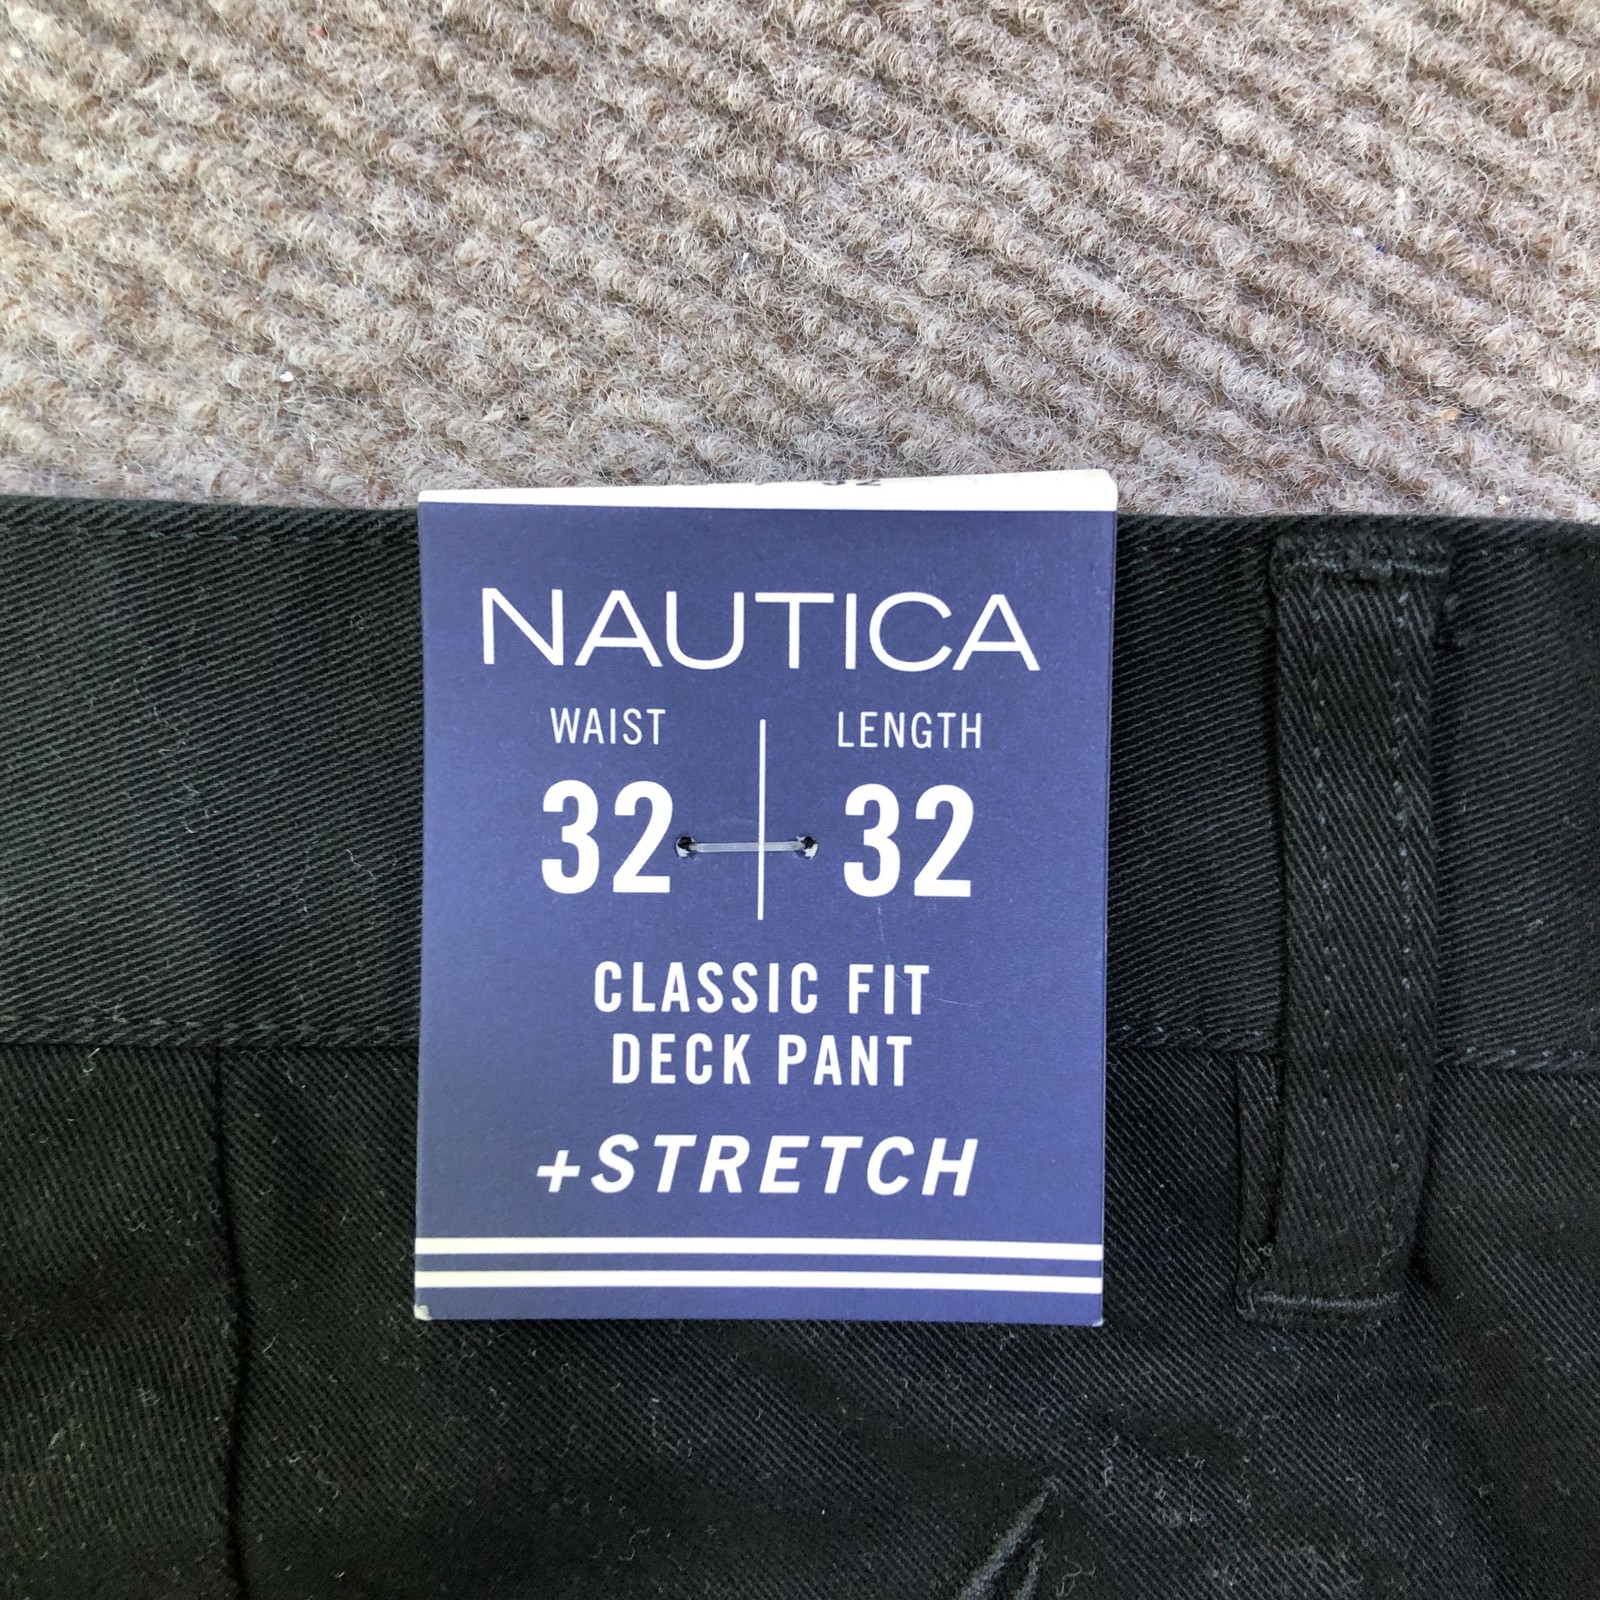 NAUTICA
WAIST LENGTH
32 32
CLASSIC FIT
DECK PANT
+STRETCH